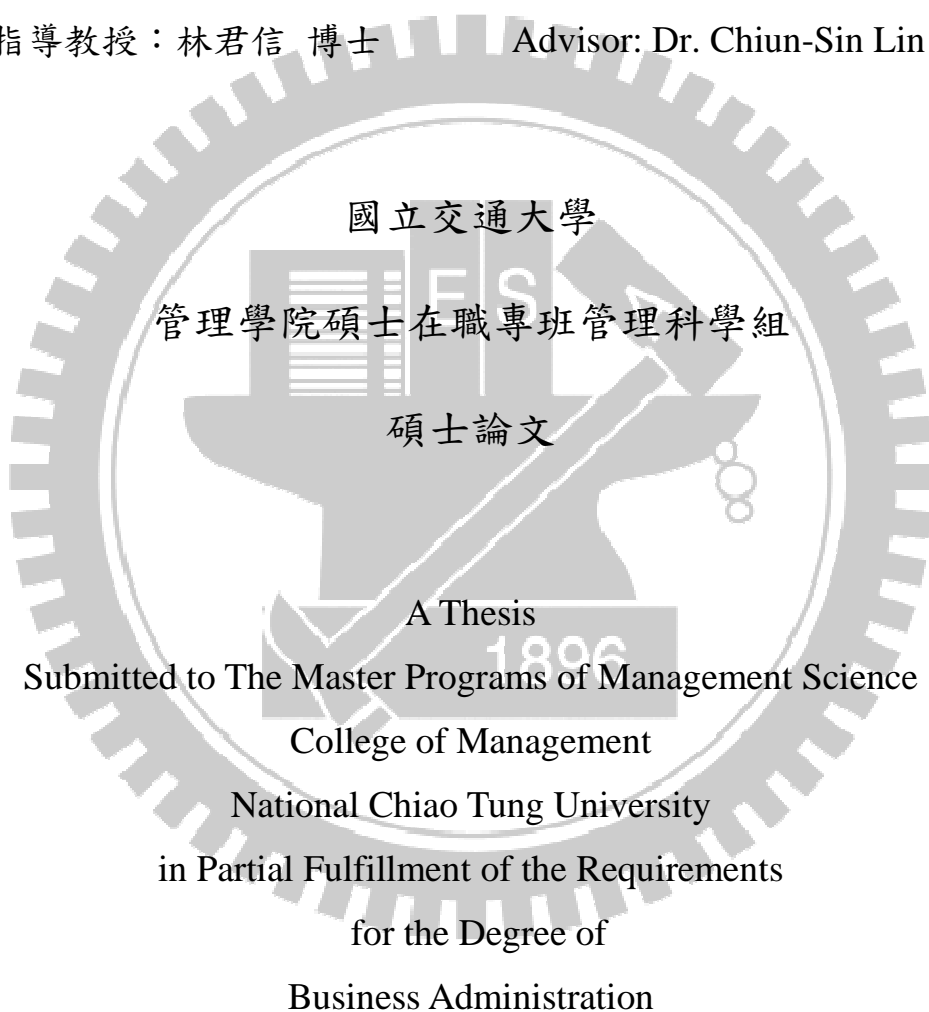 指導教授：林君信 博士 Advisor: Dr. Chiun-Sin Lin
國立交通大學
E S
管理學院碩士在職專班管理科學組
碩士論文
A Thesis
1896
Submitted to The Master Programs of Management Science
College of Management
National Chiao Tung University
in Partial Fulfillment of the Requirements
for the Degree of
Business Administration